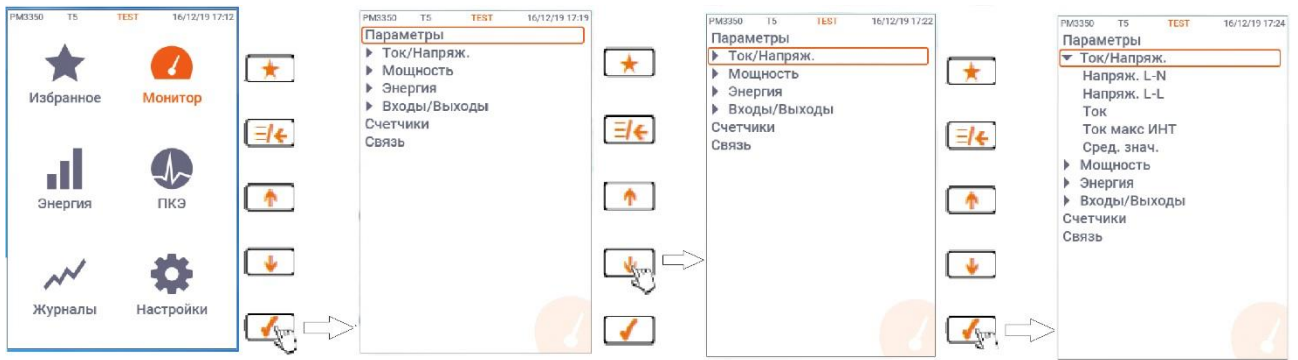 PM3350 T5 TEST 16/12/19 17:12
Избранное Монитор
Энергия ПКЭ
Журналы Настройки
PM3350 T5 TEST 16/12/19 17:19
Параметры
Ток/Напряж.
Мощность
Энергия
Входы/Выходы
Счетчики
Связь
PM3350 T5 TEST 16/12/19 17:22
Параметры
Ток/Напряж.
Мощность
Энергия
Входы/Выходы
Счетчики
Связь
PM3350 T5 TEST 16/12/19 17:24
Параметры
Ток/Напряж.
Напряж. L-N
Напряж. L-L
Ток
Ток макс ИНТ
Сред. знач.
Мощность
Энергия
Входы/Выходы
Счетчики
Связь